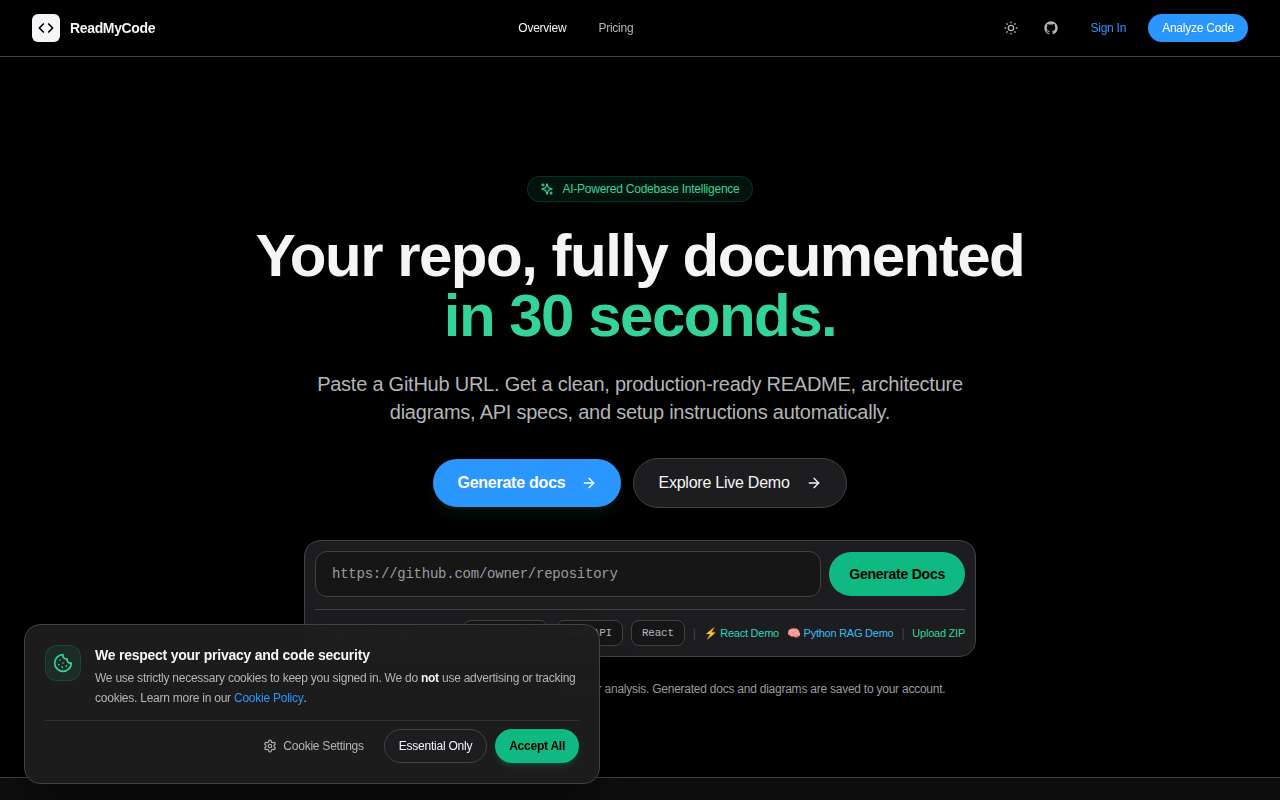 ReadMyCode
Overview
Pricing
Sign In
Analyze Code
AI-Powered Codebase Intelligence
Your repo, fully documented
in 30 seconds.
Paste a GitHub URL. Get a clean, production-ready README, architecture
diagrams, API specs, and setup instructions automatically.
Generate docs
Explore Live Demo
https://github.com/owner/repository
Generate Docs
React
⚡ React Demo
🧠 Python RAG Demo
Upload ZIP
analysis. Generated docs and diagrams are saved to your account.
We respect your privacy and code security
We use strictly necessary cookies to keep you signed in. We do not use advertising or tracking
cookies. Learn more in our Cookie Policy.
Cookie Settings
Essential Only
Accept All